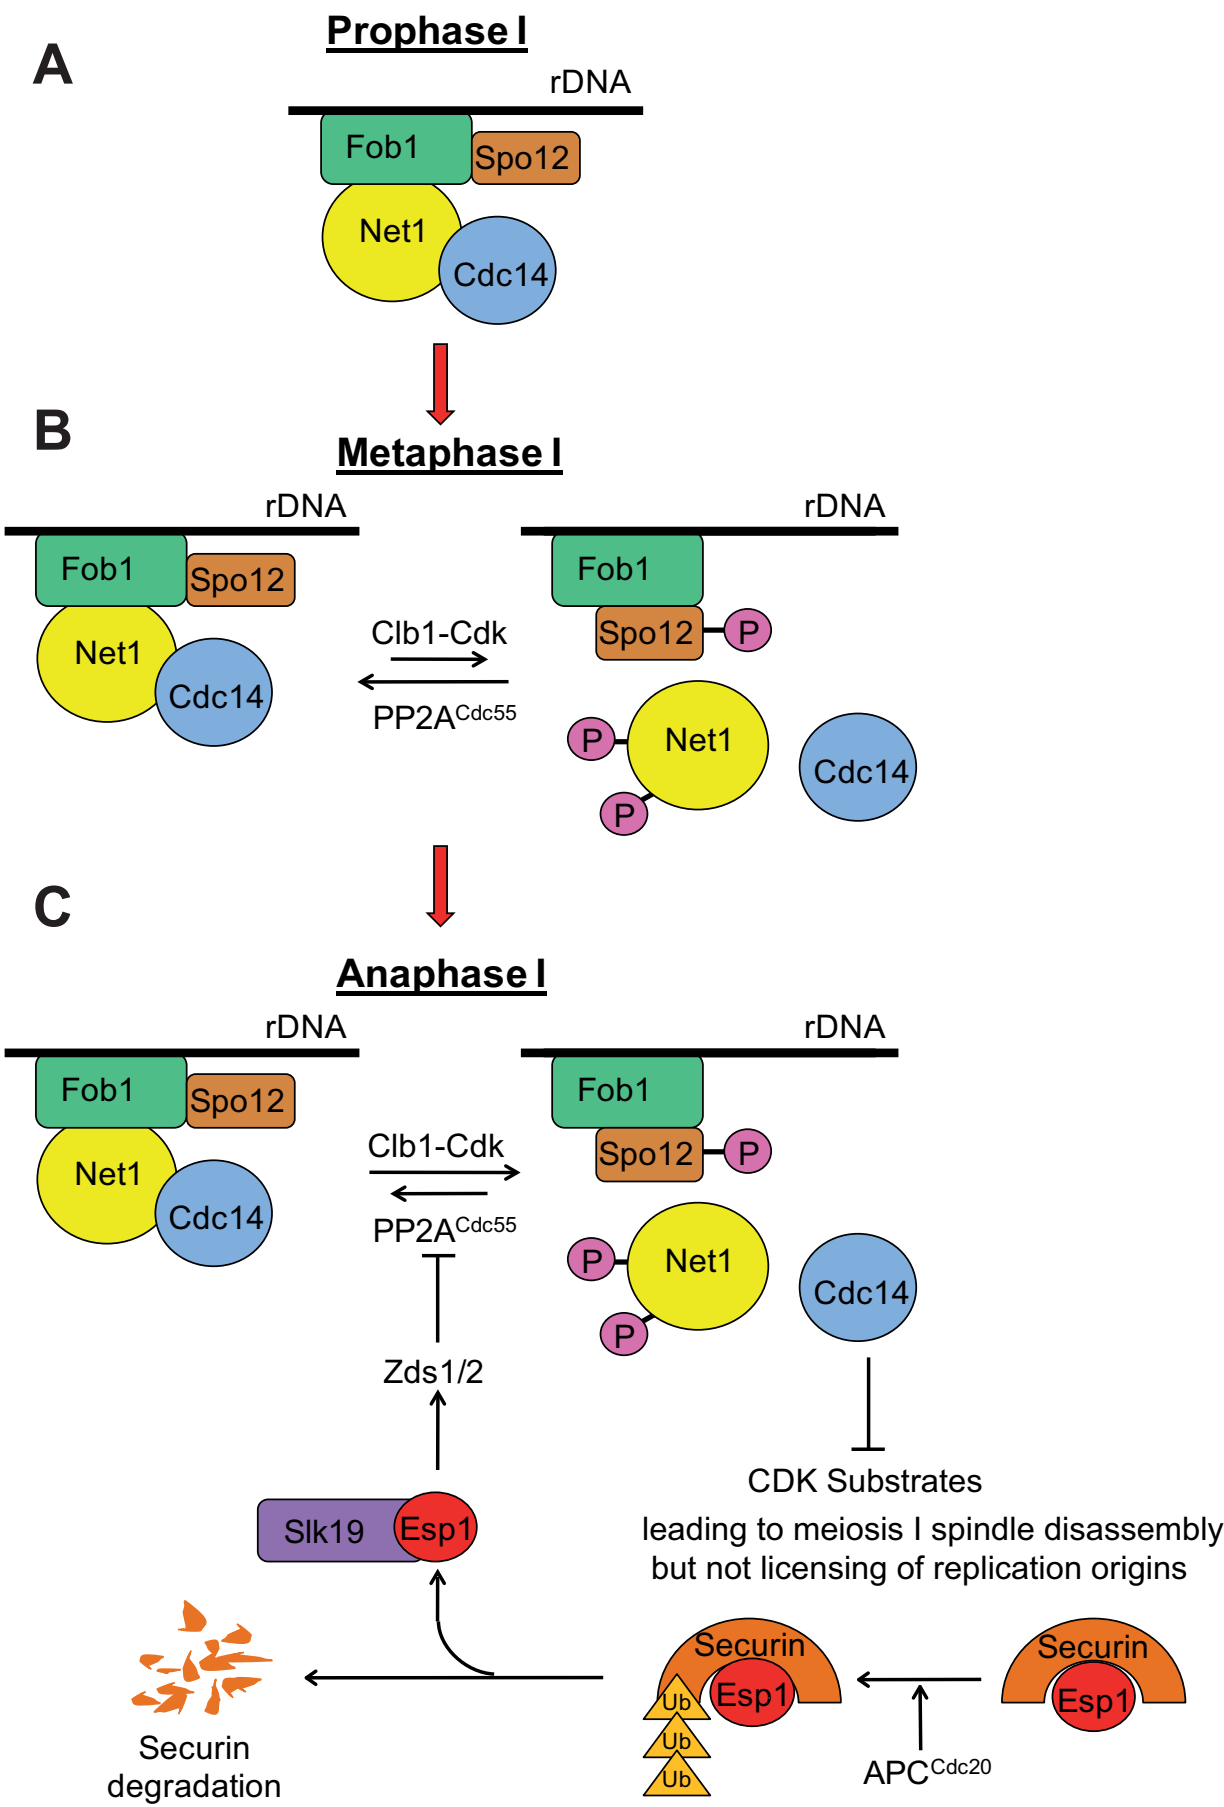 A
Prophase I
rDNA
Fob1
Spo12
Net1
Cdc14
B
Metaphase I
rDNA
Fob1
Spo12
Net1
Cdc14
Clb1-Cdk
PP2ACdc55
rDNA
Fob1
Spo12
P
P
Net1
P
Cdc14
C
Anaphase I
rDNA
Fob1
Spo12
Net1
Cdc14
Clb1-Cdk
PP2ACdc55
rDNA
Fob1
Spo12
P
P
Net1
P
Cdc14
Zds1/2
Slk19
Esp1
CDK Substrates
leading to meiosis I spindle disassembly
but not licensing of replication origins
Securin
Esp1
Ub
Ub
Ub
Securin
Esp1
APCCdc20
Securin
degradation